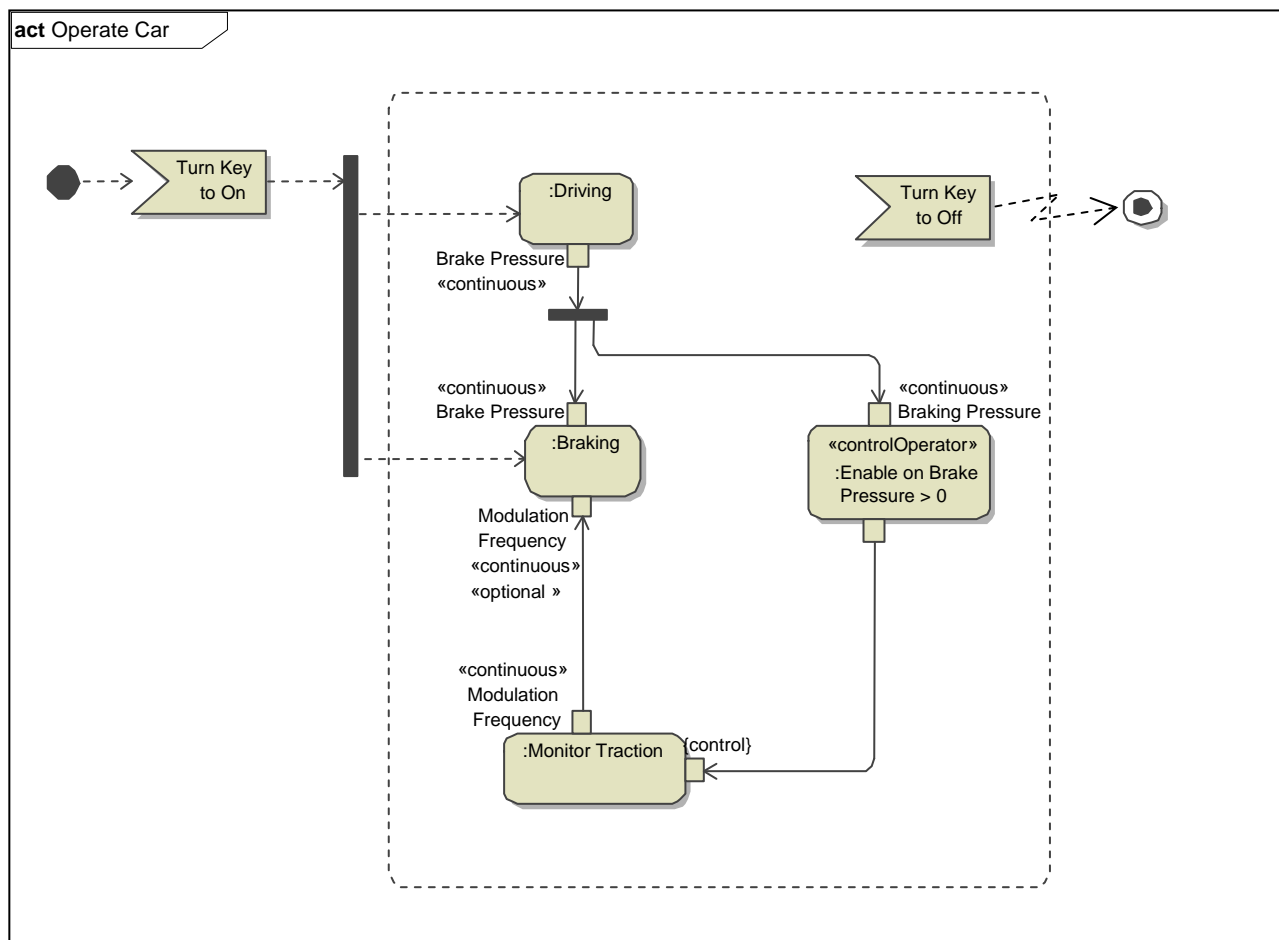 act Operate Car
Turn Key
to On
:Driving
Turn Key
to Off
Brake Pressure
«continuous»
«continuous»
Brake Pressure
«continuous»
Braking Pressure
:Braking
«controlOperator»
:Enable on Brake
Pressure > 0
Modulation
Frequency
«continuous»
«optional »
«continuous»
Modulation
Frequency
:Monitor Traction
{control}